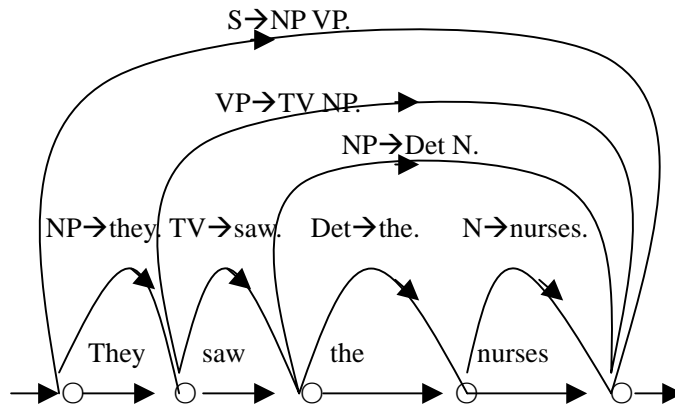 S→NP VP.
VP→TV NP.
NP→Det N.
NP→they. TV→saw. Det→the. N→nurses.
They saw the nurses